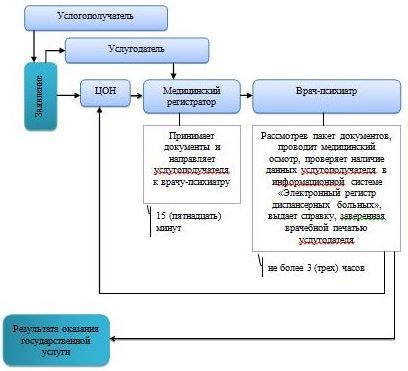 Услогополучатель
Услугодатель
Заявление
ЦОН
Медицинский
регистратор
Врач-психиатр
Принимает
документы и
направляет
услугополучателя
к врачу-психиатру
15 (пятнадцать)
минут
Рассмотрев пакет документов,
проводит медицинский
осмотр, проверяет наличие
данных услугополучателя в
информационной системе
«Электронный регистр
диспансерных больных»,
выдает справку, заверенная
врачебной печатью
услугодателя
не более 3 (трех) часов
Результата оказания
государственной
услуги